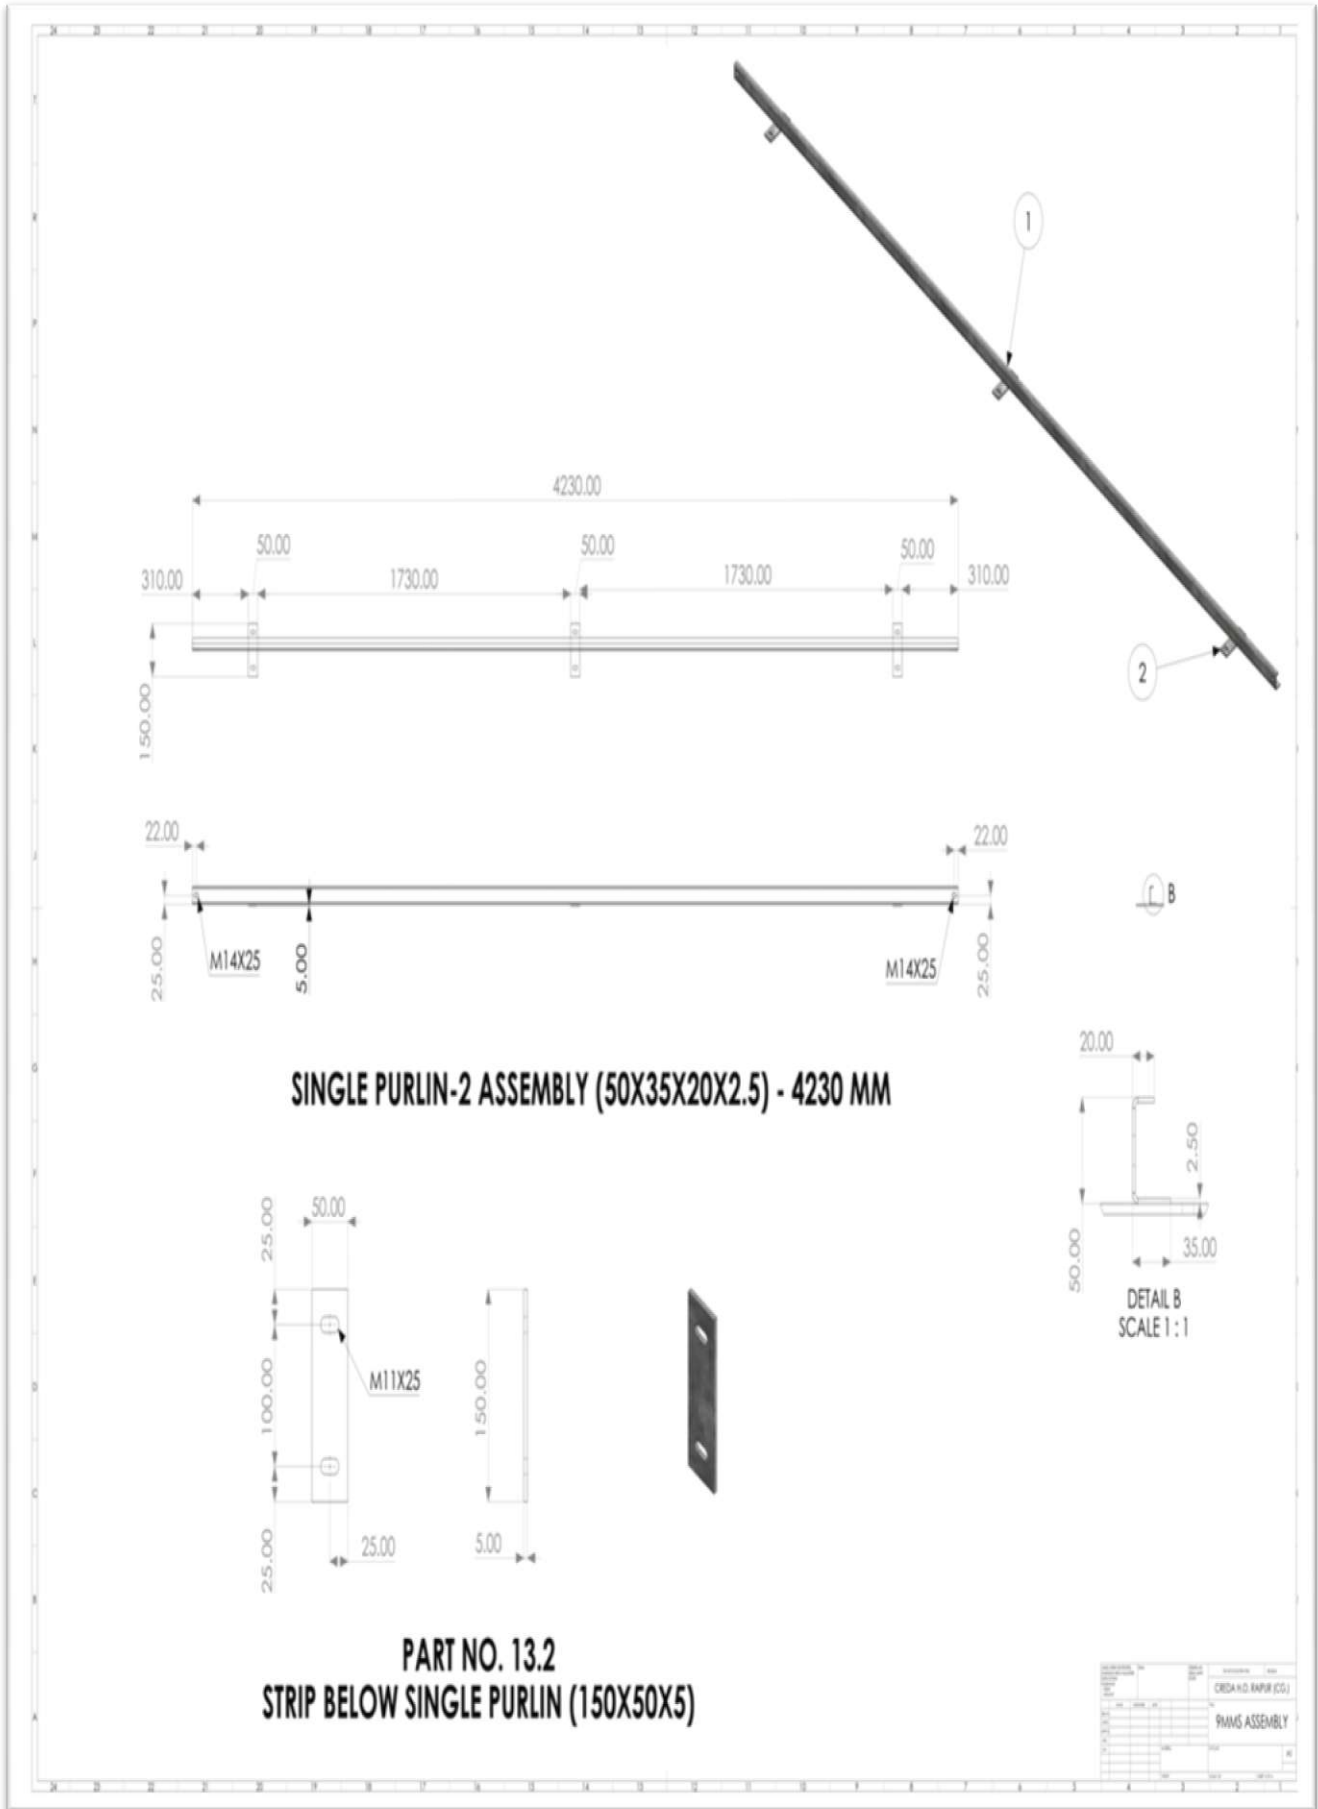 1
4230.00
50.00
50.00
50.00
310.00
1730.00
1730.00
310.00
2
150.00
22.00
22.00
B
25.00
M14X25
5.00
M14X25
25.00
20.00
SINGLE PURLIN-2 ASSEMBLY (50X35X20X2.5) - 4230 MM
2.50
50.00
35.00
DETAIL B
SCALE 1 : 1
25.00
50.00
100.00
M11X25
150.00
25.00
25.00
5.00
PART NO. 13.2
STRIP BELOW SINGLE PURLIN (150X50X5)
CREDA H.O. RAIPUR (C.G.)
9MMS ASSEMBLY